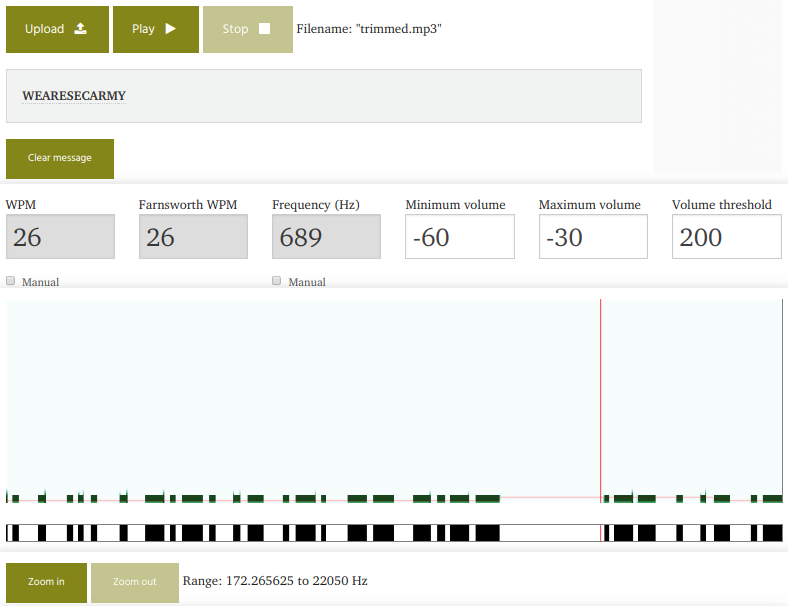 Upload Play Stop Filename: "trimmed.mp3"
WEARESECARMY
Clear message
WPM Farnsworth WPM Frequency (Hz) Minimum volume Maximum volume Volume threshold
26 26 689 -60 -30 200
Manual Manual
Zoom in Zoom out Range: 172.265625 to 22050 Hz